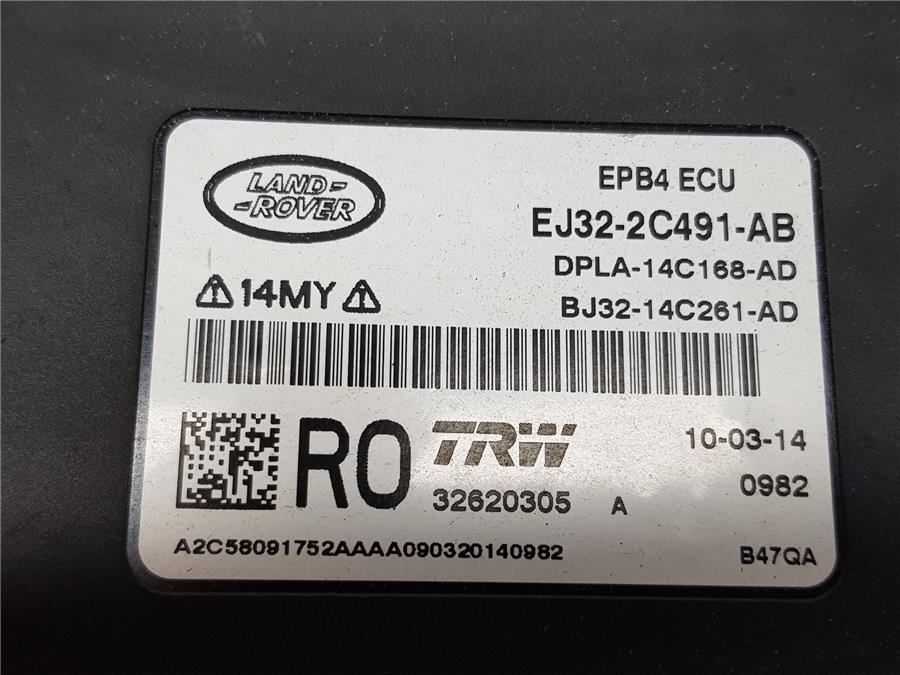 LAND-
-ROVER
EPB4 ECU
EJ32-2C491-AB
DPLA-14C168-AD
14MY
BJ32-14C261-AD
RO
TRW
10-03-14
32620305 A
0982
A2C58091752AAAA090320140982
B47QA